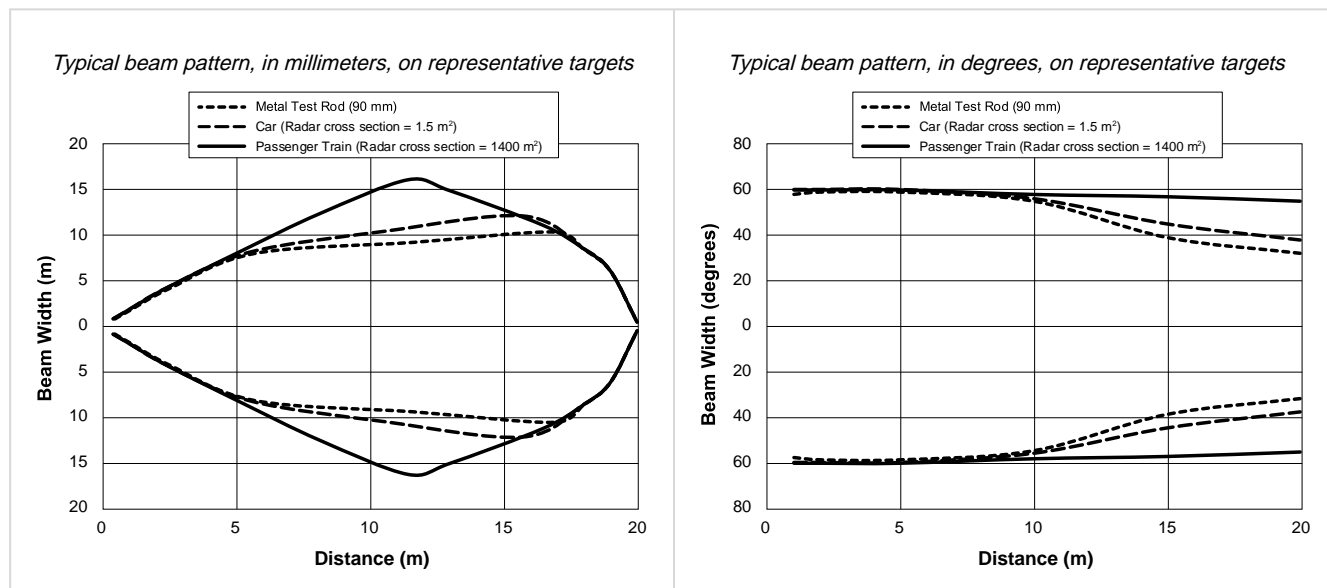 Typical beam pattern, in millimeters, on representative targets
Metal Test Rod (90 mm)
Car (Radar cross section = 1.5 m²)
Passenger Train (Radar cross section = 1400 m²)
20
15
10
5
0
5
10
15
20
Beam Width (m)
0 5 10 15 20
Distance (m)
Typical beam pattern, in degrees, on representative targets
Metal Test Rod (90 mm)
Car (Radar cross section = 1.5 m²)
Passenger Train (Radar cross section = 1400 m²)
80
60
40
20
0
20
40
60
80
Beam Width (degrees)
0 5 10 15 20
Distance (m)